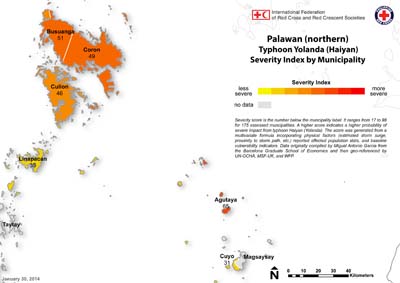 International Federation
of Red Cross and Red Crescent Societies
Palawan (northern)
Typhoon Yolanda (Haiyan)
Severity Index by Municipality
Severity Index
less
severe
more
severe
no data
Severity score is the number below the municipality label. It ranges from 17 to 98
for 175 assessed municipalities. A higher score indicates a higher probability of
severe impact from typhoon Haiyan (Yolanda). The score was generated from a
multivariate formula incorporating physical factors (estimated storm surge,
proximity to storm path, etc.) reported affected population stats, and baseline
vulnerability indicators. Data originally compiled by Miguel Antonio Garcia from
the Barcelona Graduate School of Economics and then geo-referenced by
UN-OCHA, MSF-UK, and WFP.
Busuanga
51
Coron
49
Culion
46
Linapacan
35
Taytay
Agutaya
Cuyo
31
Magsaysay
N
0 10 20 30 40
Kilometers
January 30, 2014